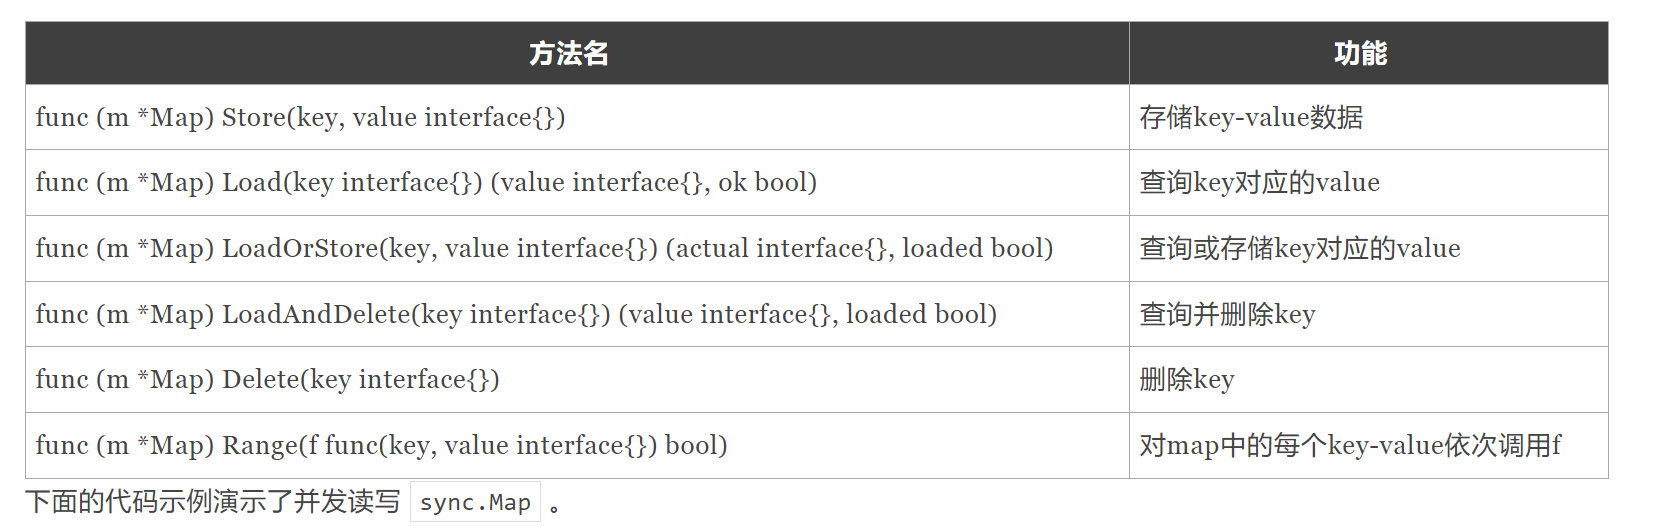 方法名 功能
func (m *Map) Store(key, value interface{}) 存储key-value数据
func (m *Map) Load(key interface{}) (value interface{}, ok bool) 查询key对应的value
func (m *Map) LoadOrStore(key, value interface{}) (actual interface{}, loaded bool) 查询或存储key对应的value
func (m *Map) LoadAndDelete(key interface{}) (value interface{}, loaded bool) 查询并删除key
func (m *Map) Delete(key interface{}) 删除key
func (m *Map) Range(f func(key, value interface{}) bool) 对map中的每个key-value依次调用f
下面的代码示例演示了并发读写 sync.Map 。